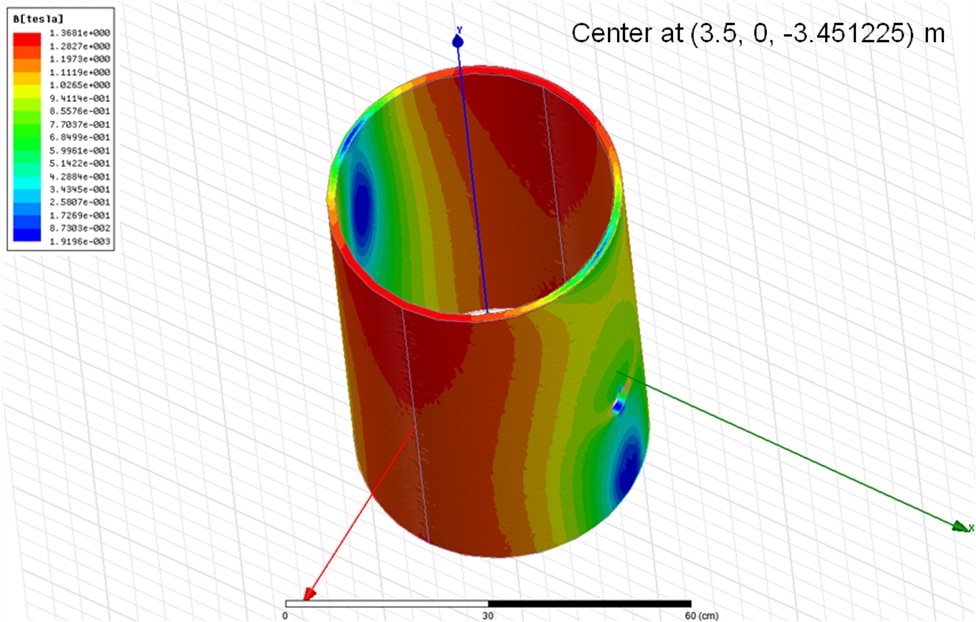 B[tesla]
Center at (3.5, 0, -3.451225) m
1.3681e+000
1.2827e+000
1.1973e+000
1.1119e+000
1.0265e+000
9.4114e-001
8.5576e-001
7.7037e-001
6.8499e-001
5.9961e-001
5.1422e-001
4.2884e-001
3.4345e-001
2.5807e-001
1.7269e-001
8.7303e-002
1.9196e-003
Y
X
0 30 60 (cm)